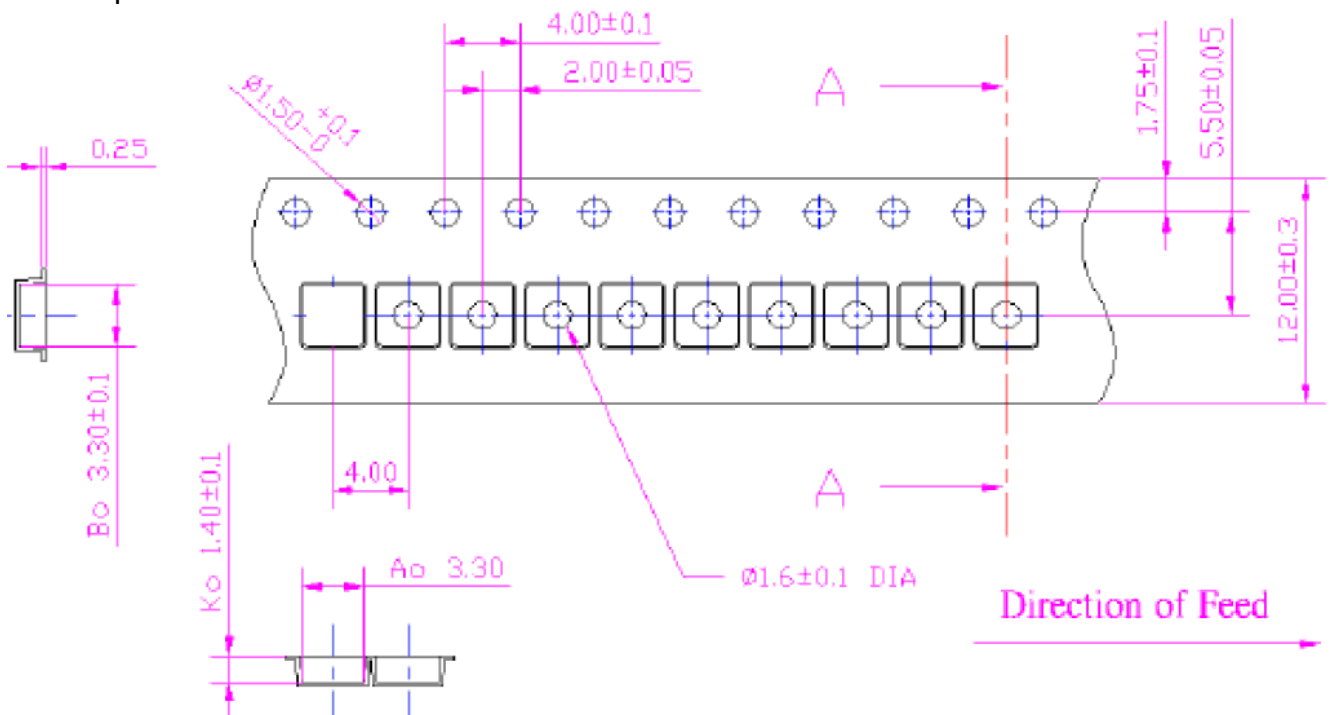 4.00±0.1
2.00±0.05
A
1.75±0.1
5.50±0.05
Ø1.50 +0.1 -0
0.25
12.00±0.3
Bo 3.30±0.1
4.00
Ko 1.40±0.1
Ao 3.30
A
Ø1.6±0.1 DIA
Direction of Feed